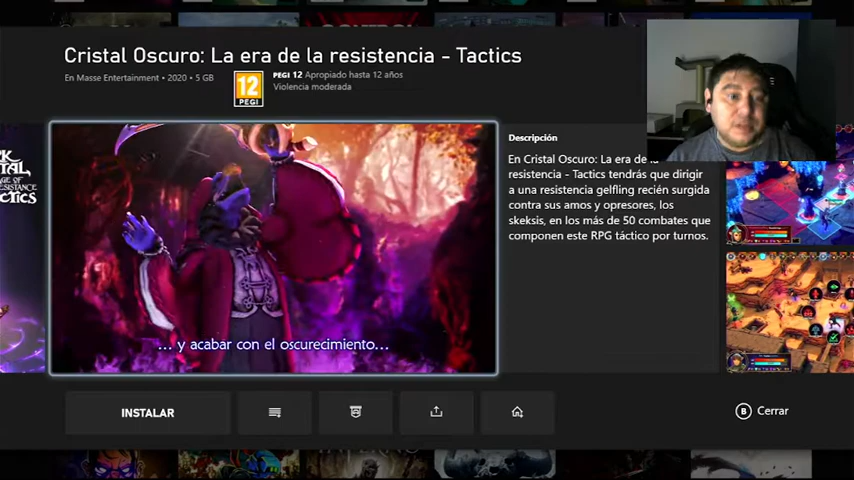 Cristal Oscuro: La era de la resistencia - Tactics
En Masse Entertainment • 2020 • 5 GB
12
PEGI
PEGI 12 Apropiado hasta 12 años
Violencia moderada
TACTICS
… y acabar con el oscurecimiento…
Descripción
En Cristal Oscuro: La era de la
resistencia - Tactics tendrás que dirigir
a una resistencia gelfling recién surgida
contra sus amos y opresores, los
skeksis, en los más de 50 combates que
componen este RPG táctico por turnos.
INSTALAR
B Cerrar